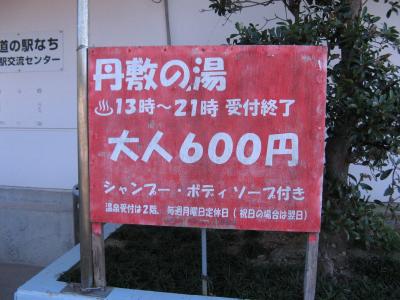 道の駅なち
駅交流センター
丹敷の湯
♨13時～21時 受付終了
大人600円
シャンプー・ボディソープ付き
温泉受付は2階、毎週月曜日定休日(祝日の場合は翌日)